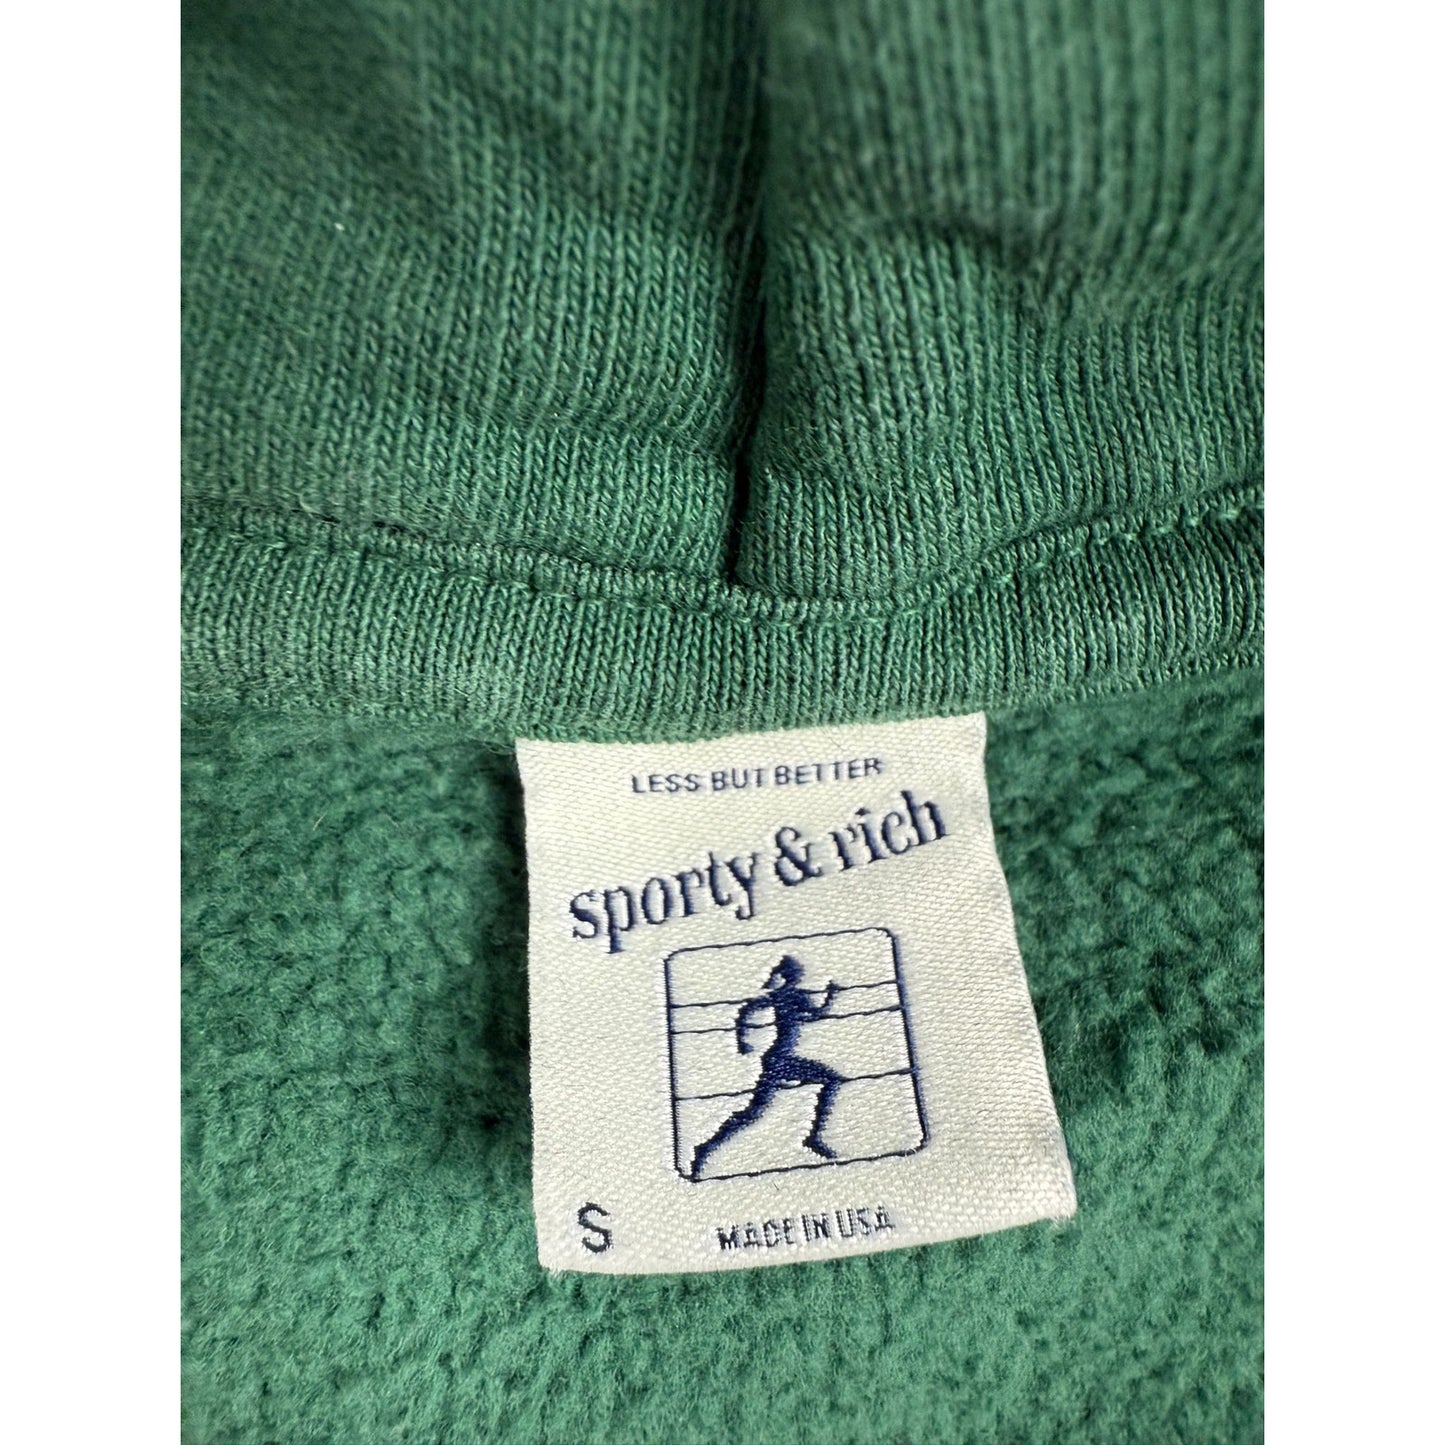 LESS BUT BETTER
sporty & rich
S
MADE IN USA